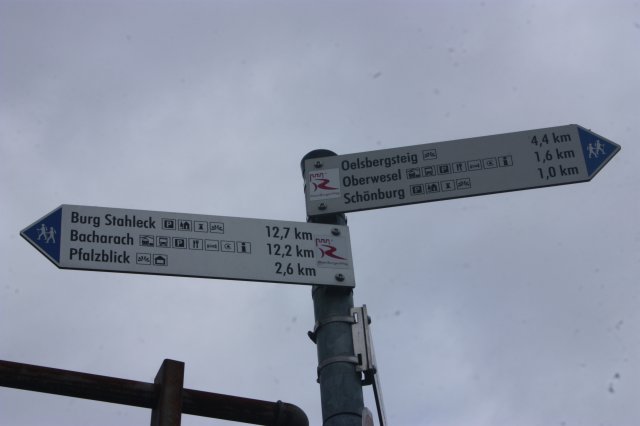 Oelsbergsteig 4,4 km
Oberwesel 1,6 km
Schönburg 1,0 km
Burg Stahleck 12,7 km
Bacharach 12,2 km
Pfalzblick 2,6 km